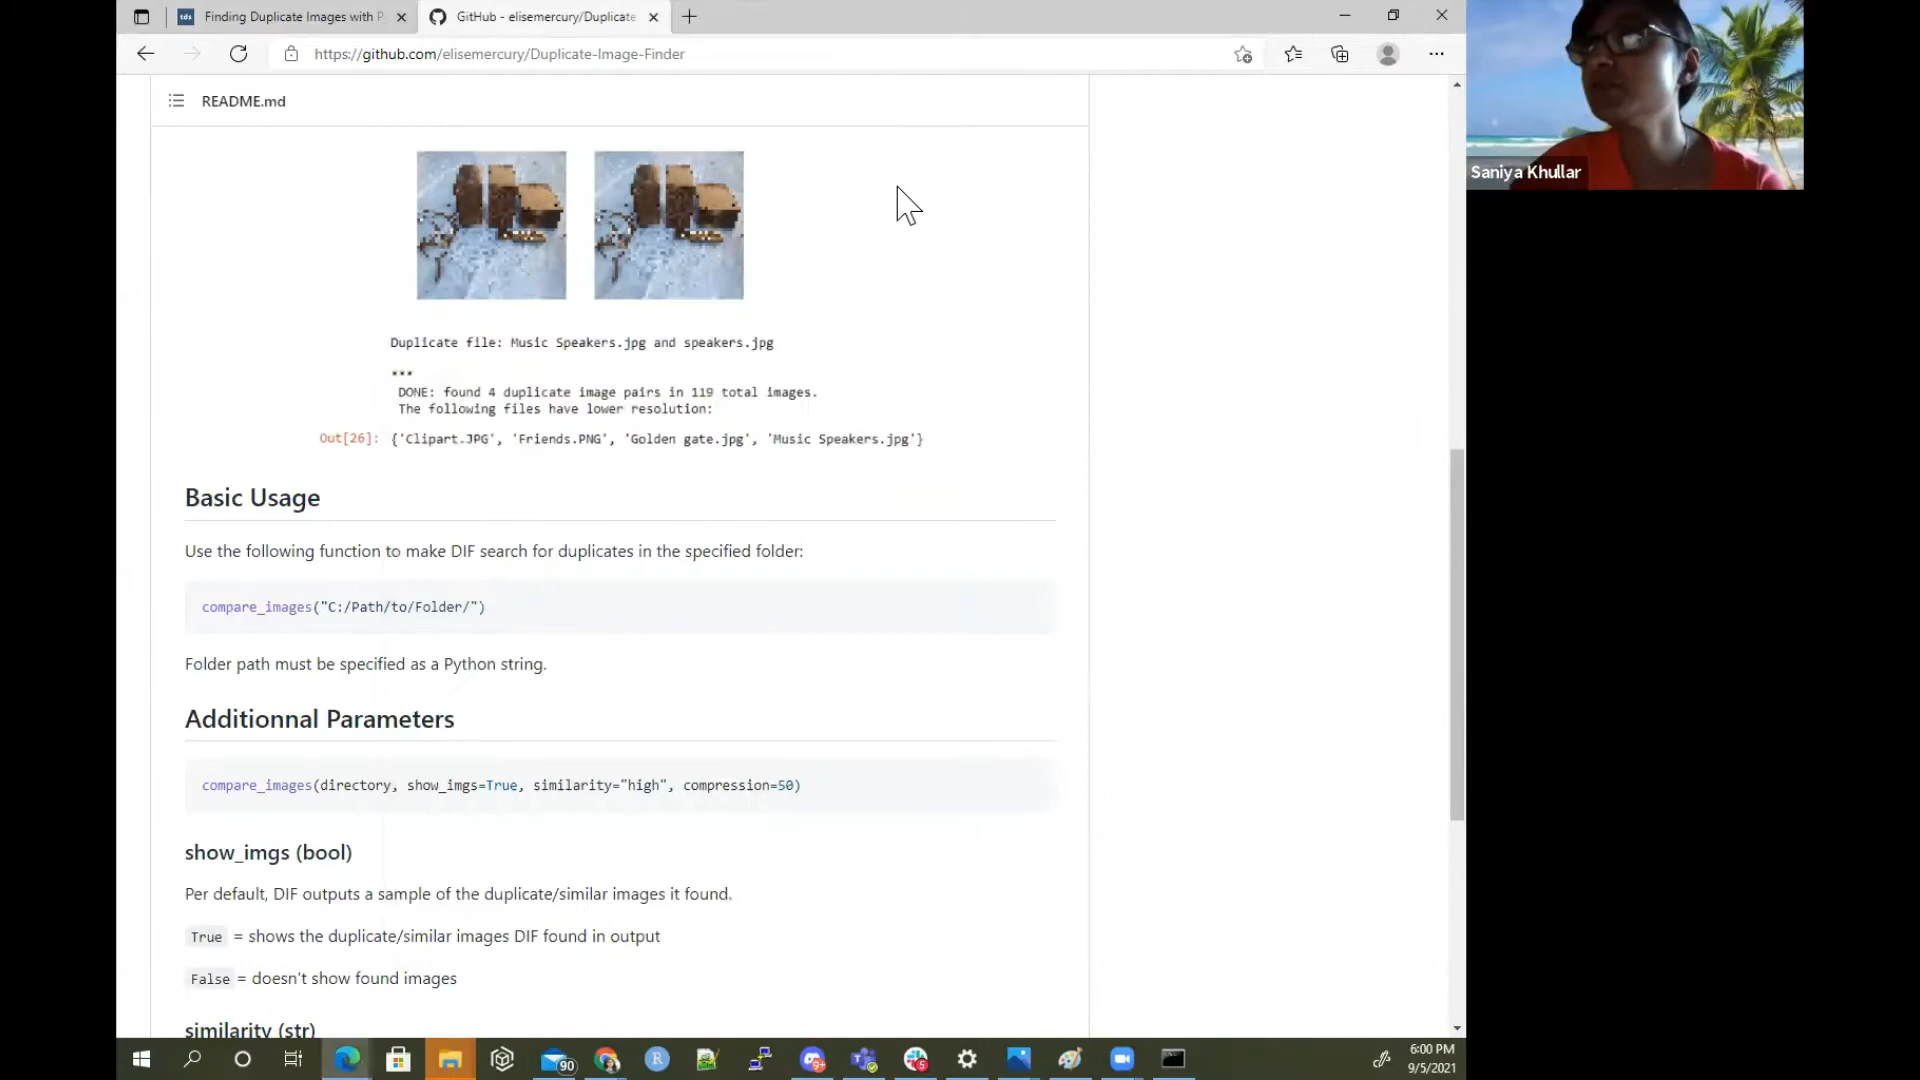 tds Finding Duplicate Images with P
GitHub - elisemercury/Duplicate
https://github.com/elisemercury/Duplicate-Image-Finder
Saniya Khullar
README.md
Duplicate file: Music Speakers.jpg and speakers.jpg
***
DONE: found 4 duplicate image pairs in 119 total images.
The following files have lower resolution:
Out[26]: {'Clipart.JPG', 'Friends.PNG', 'Golden gate.jpg', 'Music Speakers.jpg'}
Basic Usage
Use the following function to make DIF search for duplicates in the specified folder:
compare_images("C:/Path/to/Folder/")
Folder path must be specified as a Python string.
Additionnal Parameters
compare_images(directory, show_imgs=True, similarity="high", compression=50)
show_imgs (bool)
Per default, DIF outputs a sample of the duplicate/similar images it found.
True = shows the duplicate/similar images DIF found in output
False = doesn't show found images
similarity (str)
90
R
9+
5
6:00 PM
9/5/2021